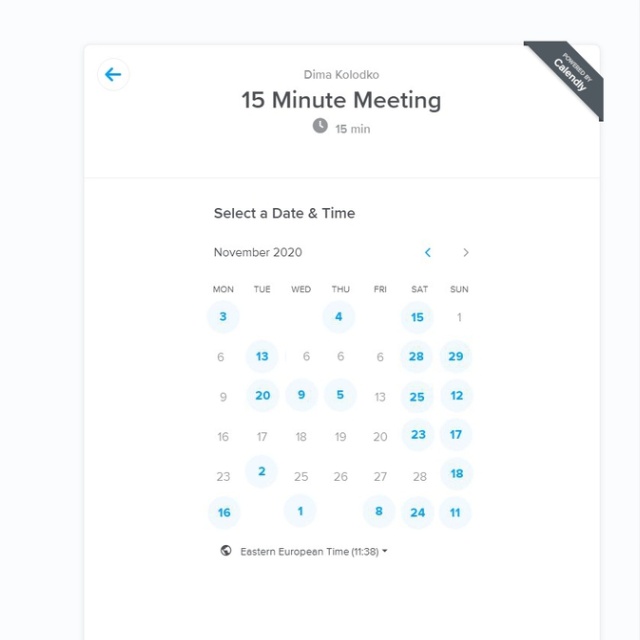 POWERED BY
Calendly
Dima Kolodko
15 Minute Meeting
15 min
Select a Date & Time
November 2020
MON TUE WED THU FRI SAT SUN
3 4 15 1
6 13 6 6 6 28 29
9 20 9 5 13 25 12
16 17 18 19 20 23 17
23 2 25 26 27 28 18
16 1 8 24 11
Eastern European Time (11:38)